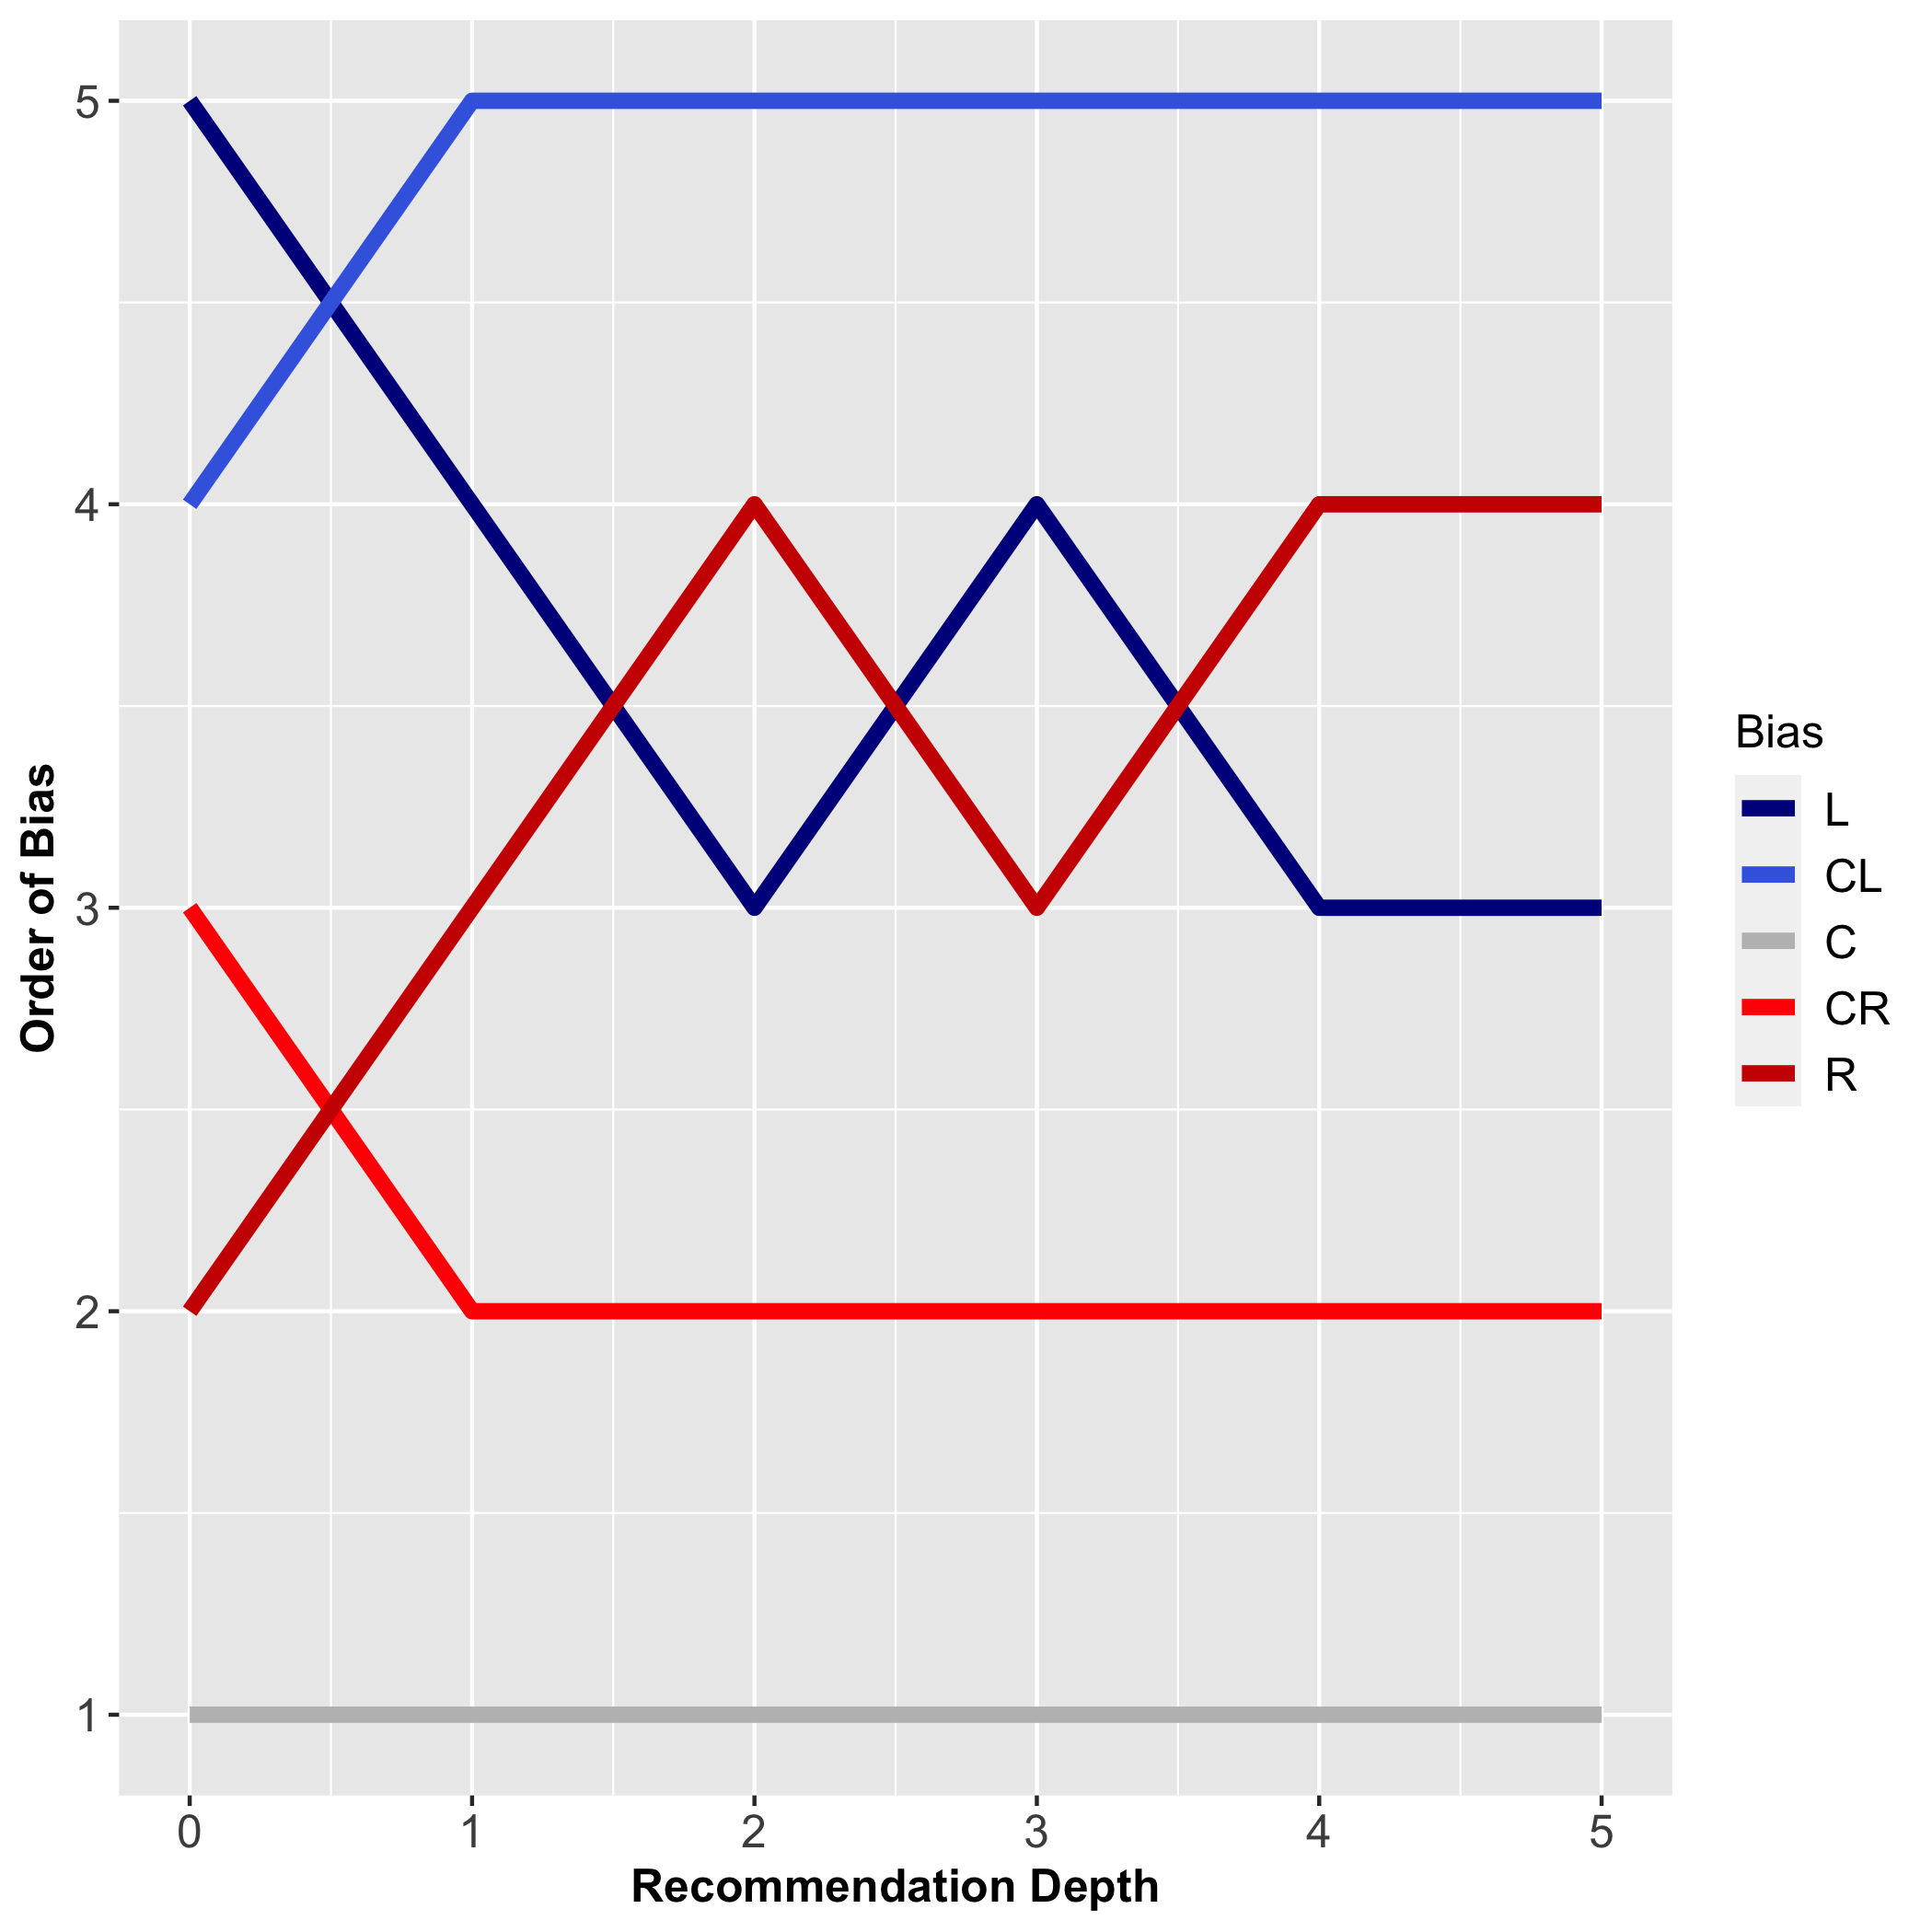 5
4
3
2
1
Order of Bias
0 1 2 3 4 5
Recommendation Depth
Bias
L
CL
C
CR
R